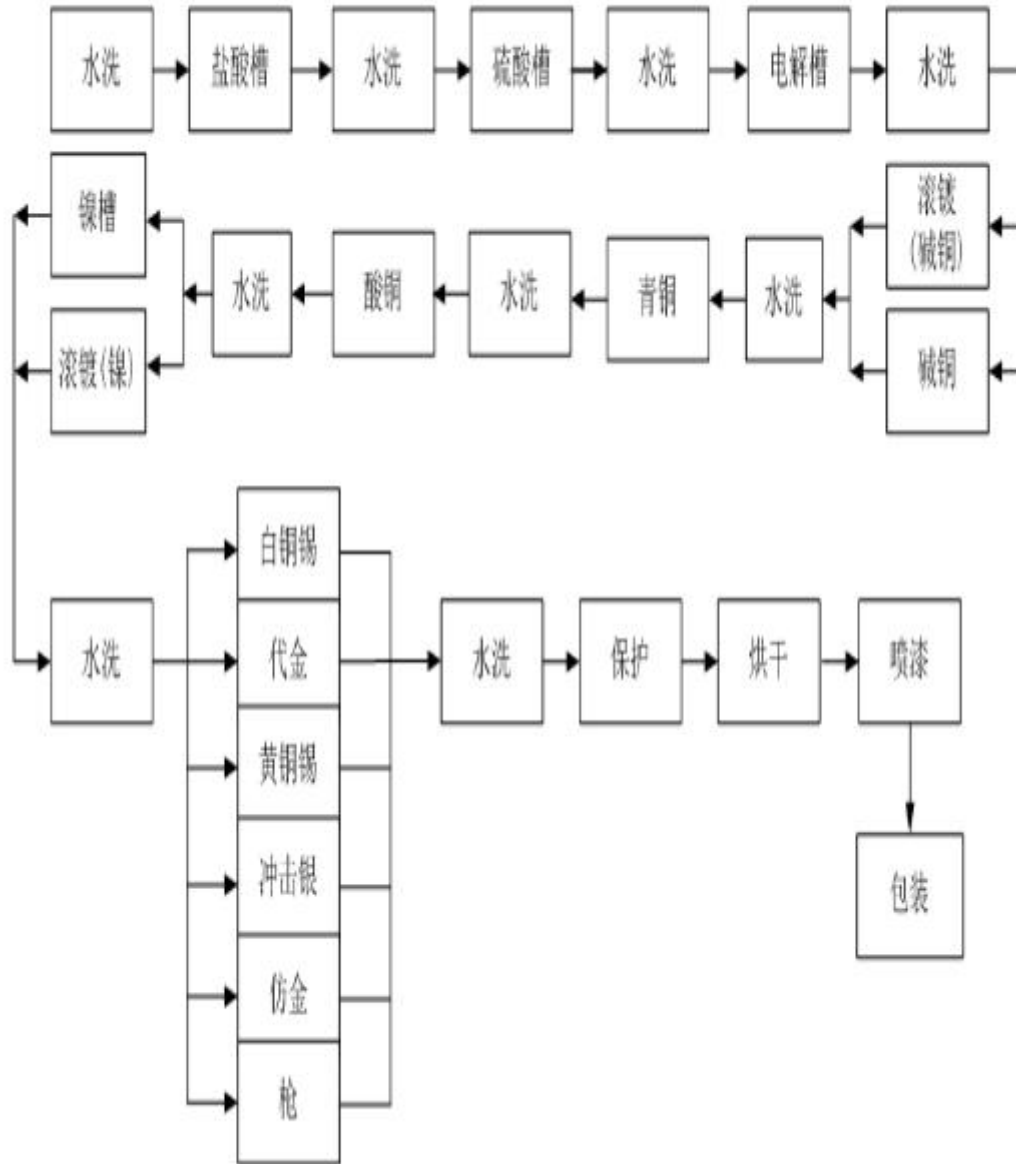 水洗
盐酸槽
水洗
硫酸槽
水洗
电解槽
水洗
滚镀
(碱铜)
碱铜
水洗
青铜
水洗
酸铜
水洗
镍槽
滚镀(镍)
水洗
白铜锡
代金
黄铜锡
冲击银
仿金
枪
水洗
保护
烘干
喷漆
包装